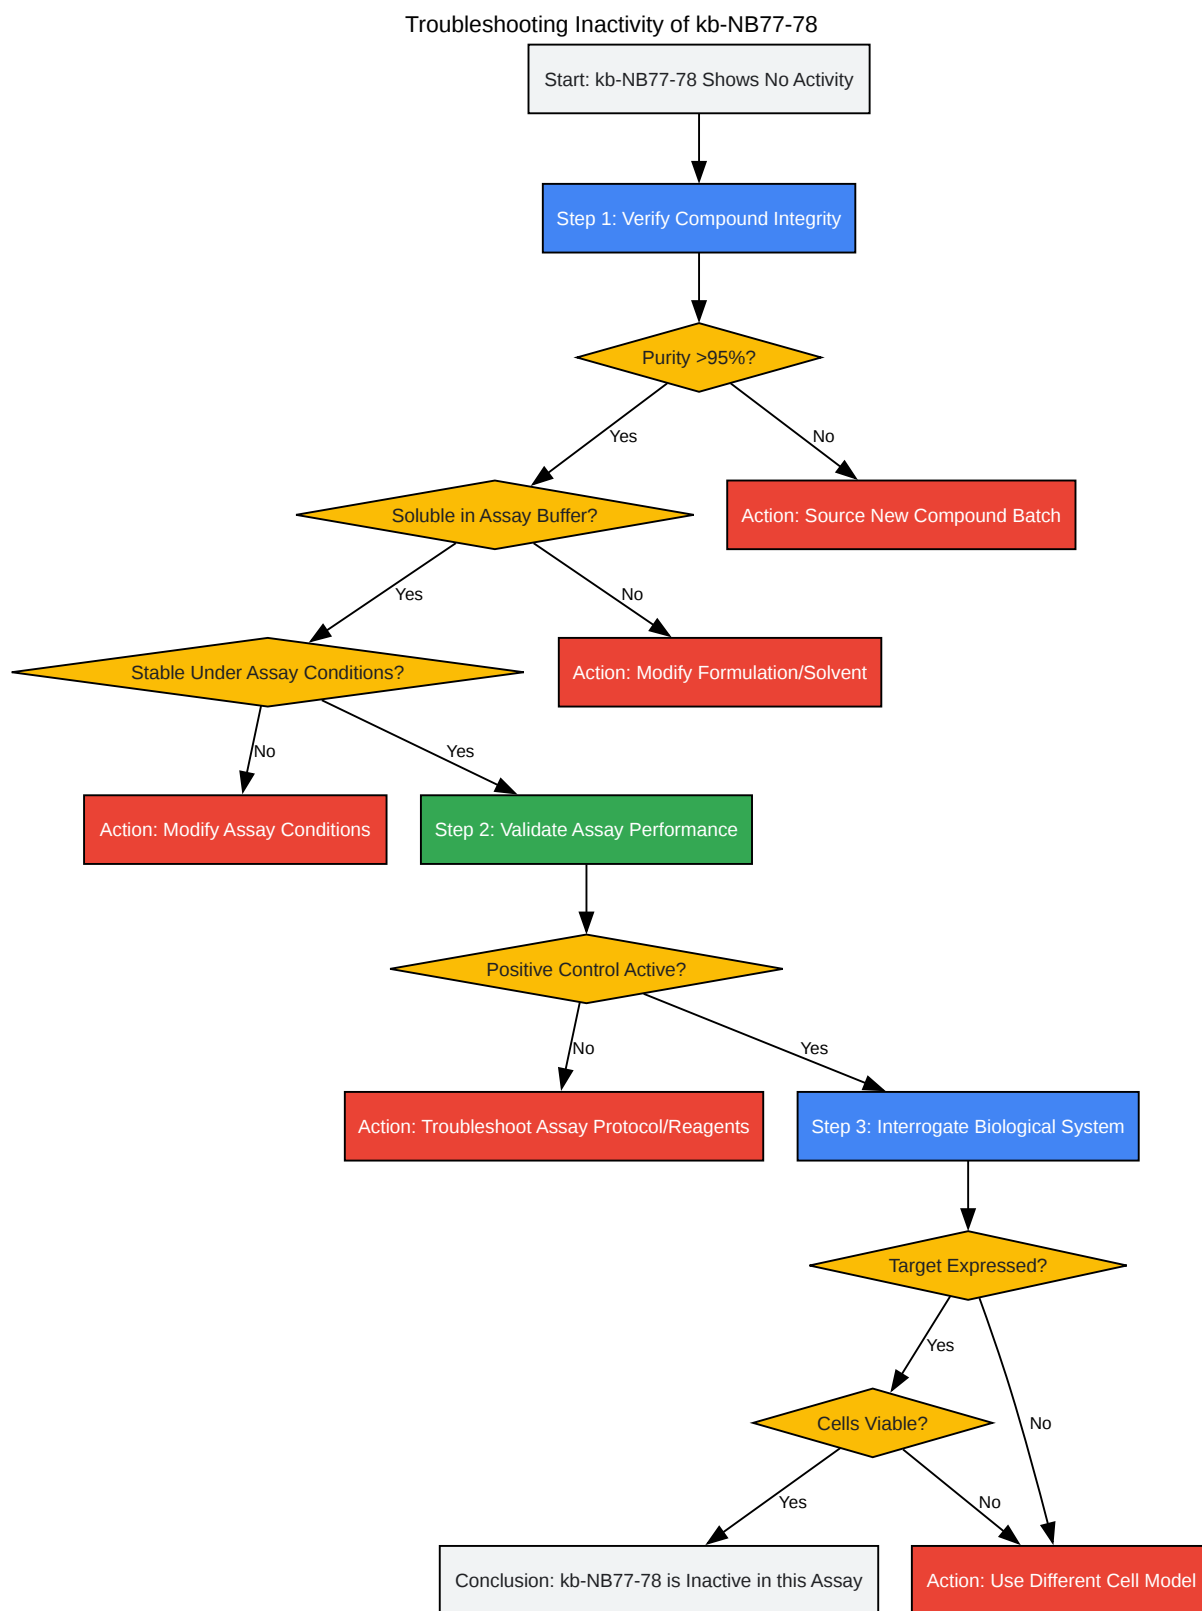 Troubleshooting Inactivity of kb-NB77-78
Start: kb-NB77-78 Shows No Activity
Step 1: Verify Compound Integrity
Purity >95%?
Yes
No
Soluble in Assay Buffer?
Action: Source New Compound Batch
Yes
No
Stable Under Assay Conditions?
Action: Modify Formulation/Solvent
No
Yes
Action: Modify Assay Conditions
Step 2: Validate Assay Performance
Positive Control Active?
No
Yes
Action: Troubleshoot Assay Protocol/Reagents
Step 3: Interrogate Biological System
Target Expressed?
Yes
Cells Viable?
No
Yes
No
Conclusion: kb-NB77-78 is Inactive in this Assay
Action: Use Different Cell Model